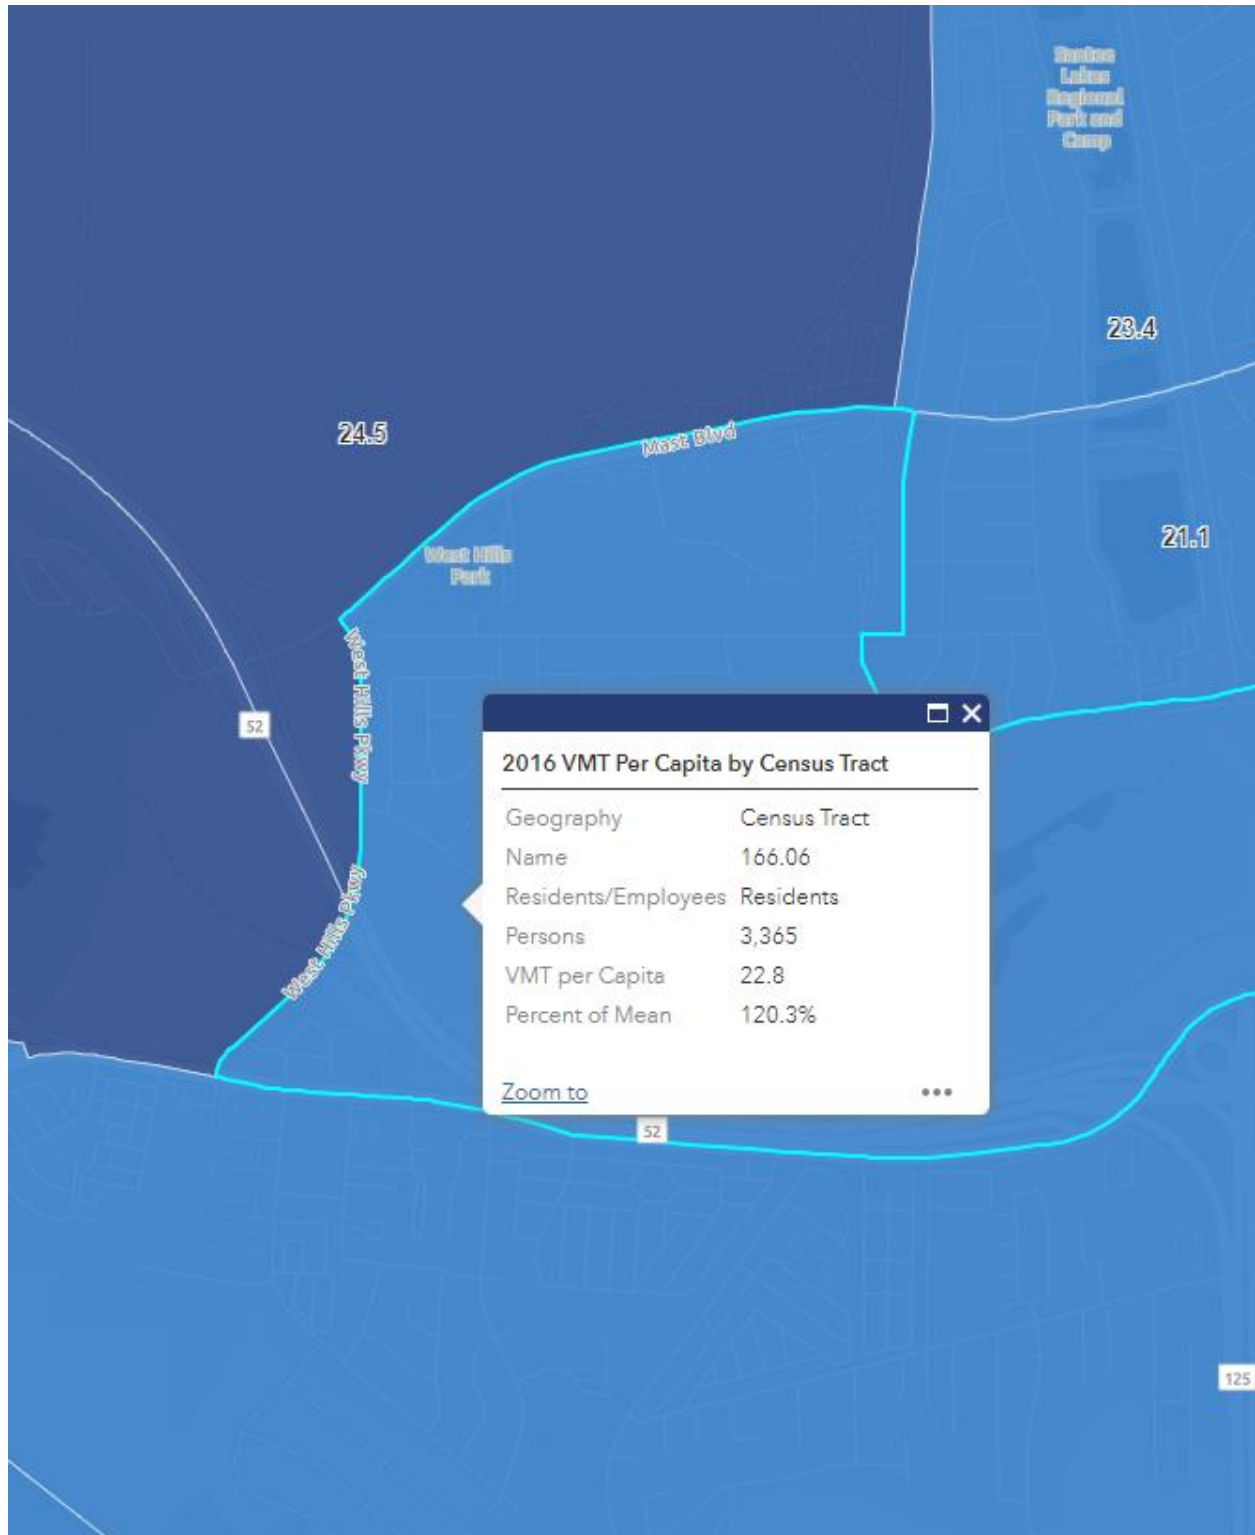 Santee
Lakes
Regional
Park and
Camp
23.4
24.5
Mast Blvd
21.1
West Hills
Park
West Hills Pkwy
52
2016 VMT Per Capita by Census Tract
Geography Census Tract
Name 166.06
Residents/Employees Residents
Persons 3,365
VMT per Capita 22.8
Percent of Mean 120.3%
West Hills Pkwy
Zoom to
52
125